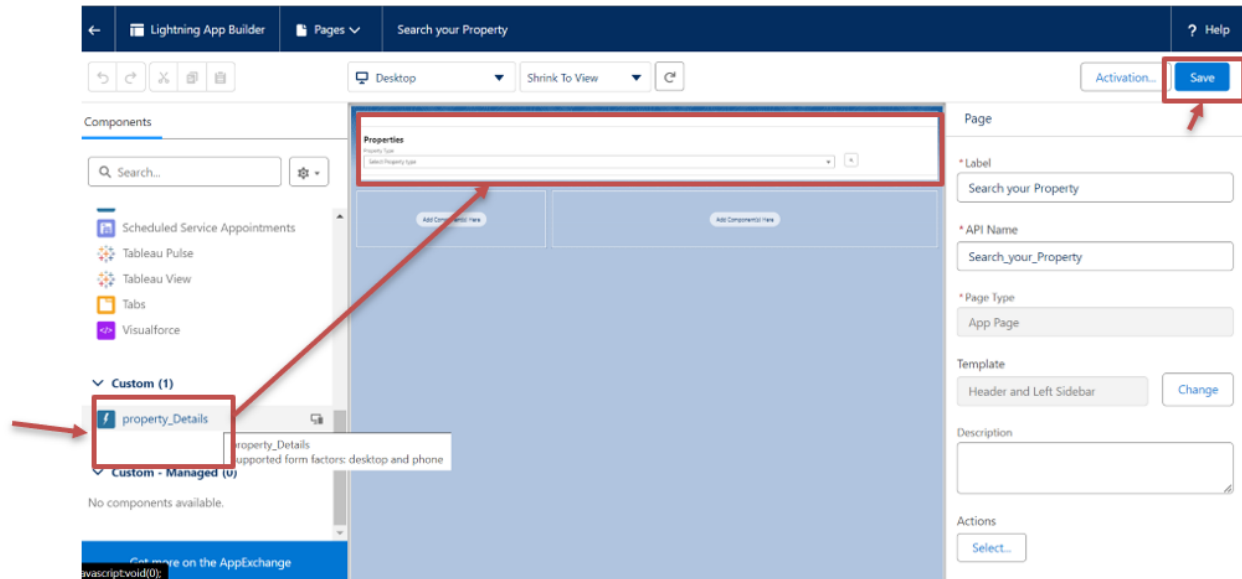 Lightning App Builder
Pages
Search your Property
? Help
Desktop
Shrink To View
Activation...
Save
Components
Search...
Scheduled Service Appointments
Tableau Pulse
Tableau View
Tabs
Visualforce
Custom (1)
property_Details
property_Details
supported form factors: desktop and phone
Custom - Managed (0)
No components available.
Get more on the AppExchange
avascript:void(0);
Properties
Property Type
Select Property type
Add Component(s) Here
Add Component(s) Here
Page
*Label
Search your Property
*API Name
Search_your_Property
*Page Type
App Page
Template
Header and Left Sidebar
Change
Description
Actions
Select...